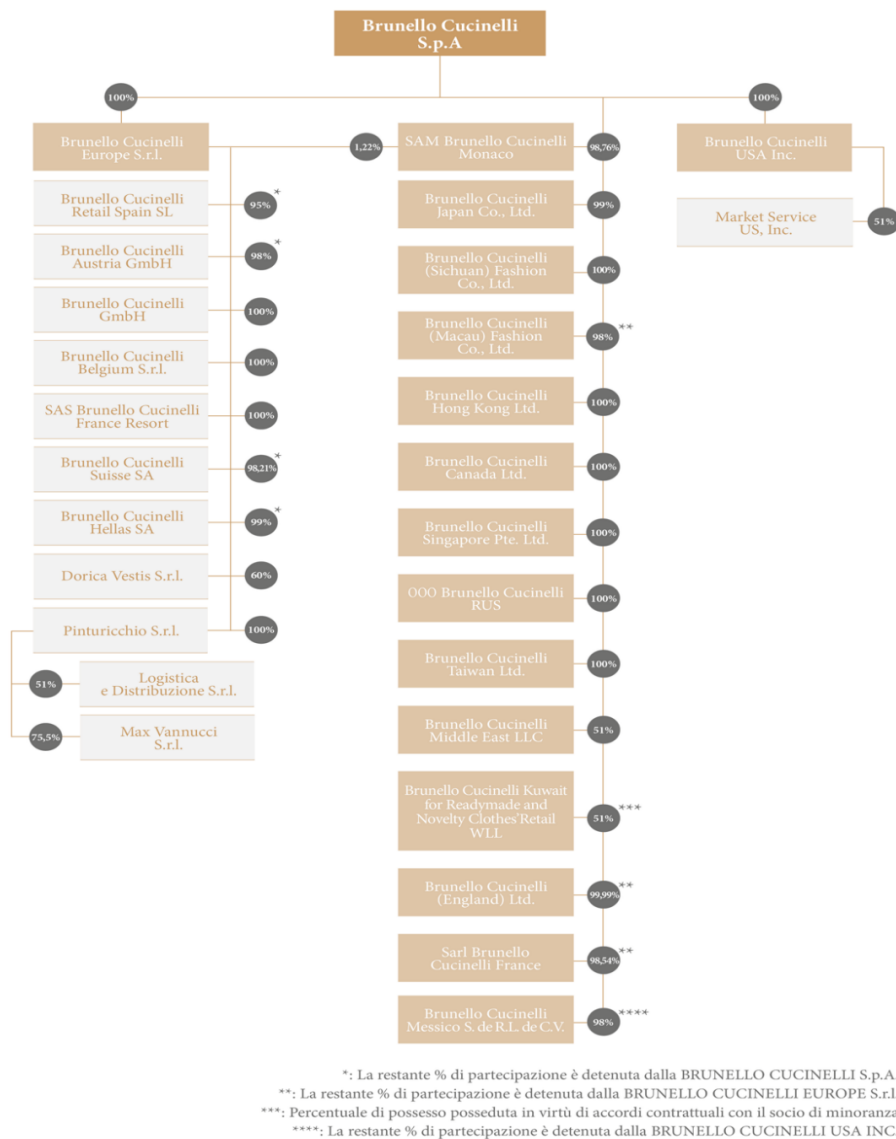 Brunello Cucinelli
S.p.A
100%
100%
Brunello Cucinelli
Europe S.r.l.
1,22%
SAM Brunello Cucinelli
Monaco
98,76%
Brunello Cucinelli
USA Inc.
Brunello Cucinelli
Retail Spain SL
95%
*
Brunello Cucinelli
Japan Co., Ltd.
99%
Market Service
US, Inc.
51%
Brunello Cucinelli
Austria GmbH
98%
*
Brunello Cucinelli
(Sichuan) Fashion
Co., Ltd.
100%
Brunello Cucinelli
GmbH
100%
Brunello Cucinelli
(Macau) Fashion
Co., Ltd.
98%
**
Brunello Cucinelli
Belgium S.r.l.
100%
SAS Brunello Cucinelli
France Resort
100%
Brunello Cucinelli
Hong Kong Ltd.
100%
Brunello Cucinelli
Suisse SA
98,21%
*
Brunello Cucinelli
Canada Ltd.
100%
Brunello Cucinelli
Hellas SA
99%
*
Brunello Cucinelli
Singapore Pte. Ltd.
100%
Dorica Vestis S.r.l.
60%
OOO Brunello Cucinelli
RUS
100%
Pinturicchio S.r.l.
100%
Brunello Cucinelli
Taiwan Ltd.
100%
51%
Logistica
e Distribuzione S.r.l.
75,5%
Max Vannucci
S.r.l.
Brunello Cucinelli
Middle East LLC
51%
Brunello Cucinelli Kuwait
for Readymade and
Novelty Clothes'Retail
WLL
51%
***
Brunello Cucinelli
(England) Ltd.
99,99%
**
Sarl Brunello
Cucinelli France
98,54%
**
Brunello Cucinelli
Messico S. de R.L. de C.V.
98%
****
*: La restante % di partecipazione è detenuta dalla BRUNELLO CUCINELLI S.p.A
**: La restante % di partecipazione è detenuta dalla BRUNELLO CUCINELLI EUROPE S.r.l
***: Percentuale di possesso posseduta in virtù di accordi contrattuali con il socio di minoranza
****: La restante % di partecipazione è detenuta dalla BRUNELLO CUCINELLI USA INC